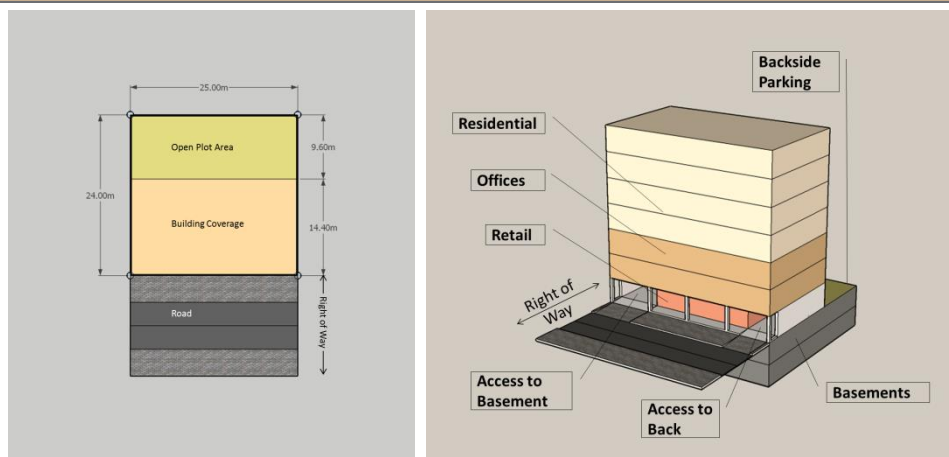 25.00m
Open Plot Area
9.60m
24.00m
Building Coverage
14.40m
Road
Right of Way
Backside
Parking
Residential
Offices
Retail
Right of
Way
Access to
Basement
Access to
Back
Basements